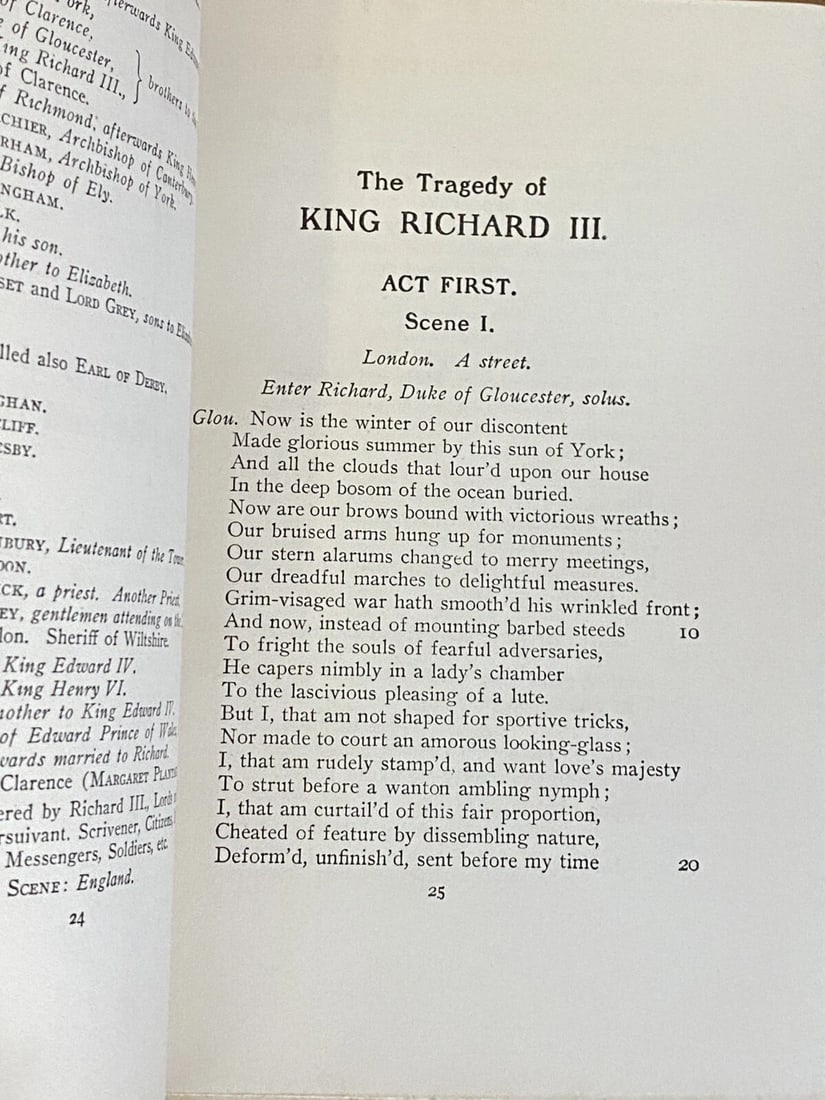 of Clarence,
of Gloucester,
King Richard III.,
brothers to
of Clarence.
Richmond, afterwards King
Archbishop of Canterbury.
Archbishop of York.
Bishop of Ely.
his son.
to Elizabeth.
and LORD GREY, sons to
also EARL OF DERBY.
Lieutenant of the
a priest. Another Priest.
gentlemen attending on
Sheriff of Wiltshire.
King Edward IV.
King Henry VI.
to King Edward IV.
of Edward Prince of
married to Richard.
Clarence (MARGARET
by Richard III., Lords
Scrivener, Citizens,
Messengers, Soldiers, etc.
SCENE: England.
24
The Tragedy of
KING RICHARD III.
ACT FIRST.
Scene I.
London. A street.
Enter Richard, Duke of Gloucester, solus.
Glou. Now is the winter of our discontent
Made glorious summer by this sun of York;
And all the clouds that lour'd upon our house
In the deep bosom of the ocean buried.
Now are our brows bound with victorious wreaths;
Our bruised arms hung up for monuments;
Our stern alarums changed to merry meetings,
Our dreadful marches to delightful measures.
Grim-visaged war hath smooth'd his wrinkled front;
And now, instead of mounting barbed steeds 10
To fright the souls of fearful adversaries,
He capers nimbly in a lady's chamber
To the lascivious pleasing of a lute.
But I, that am not shaped for sportive tricks,
Nor made to court an amorous looking-glass;
I, that am rudely stamp'd, and want love's majesty
To strut before a wanton ambling nymph;
I, that am curtail'd of this fair proportion,
Cheated of feature by dissembling nature,
Deform'd, unfinish'd, sent before my time 20
25